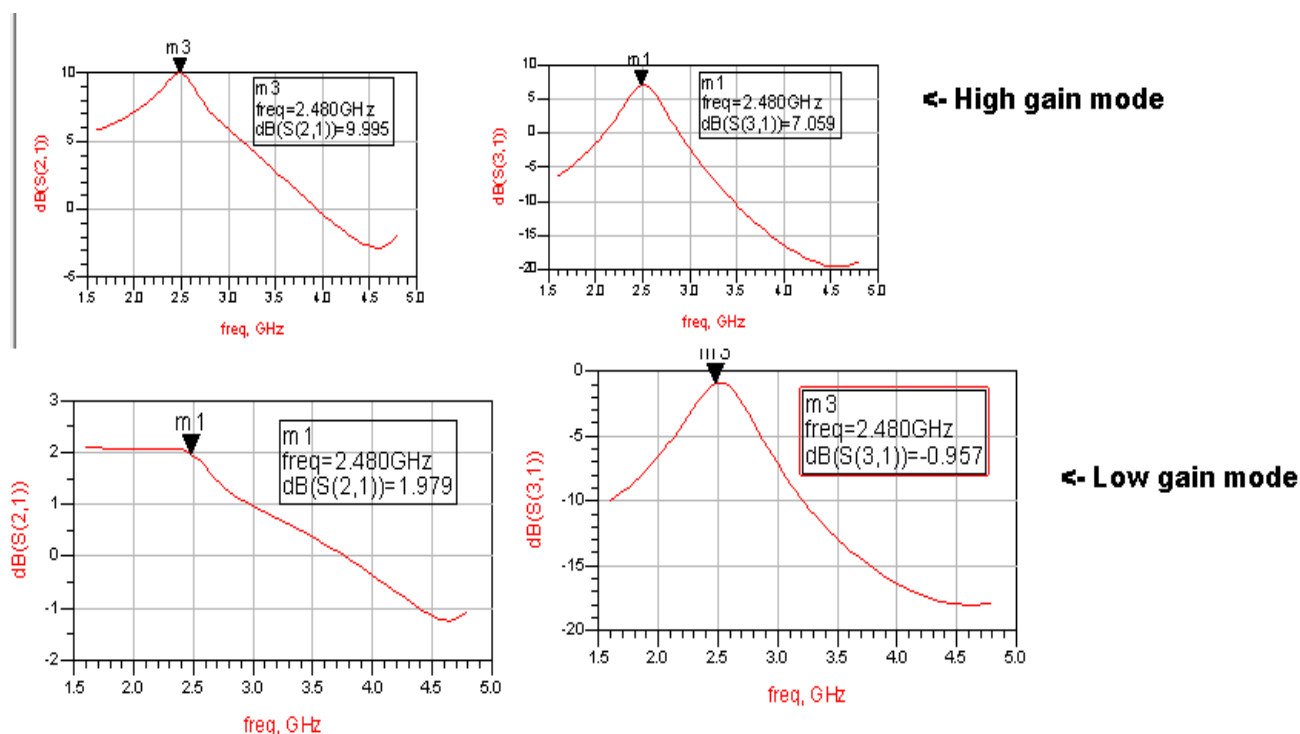 m3
10
5
0
-5
m3
freq=2.480GHz
dB(S(2,1))=9.995
dB(S(2,1))
1.5 2.0 2.5 3.0 3.5 4.0 4.5 5.0
freq, GHz
m1
10
5
0
-5
-10
-15
-20
m1
freq=2.480GHz
dB(S(3,1))=7.059
dB(S(3,1))
1.5 2.0 2.5 3.0 3.5 4.0 4.5 5.0
freq, GHz
<- High gain mode
m1
3
2
1
0
-1
-2
m1
freq=2.480GHz
dB(S(2,1))=1.979
dB(S(2,1))
1.5 2.0 2.5 3.0 3.5 4.0 4.5 5.0
freq, GHz
m3
0
-5
-10
-15
-20
m3
freq=2.480GHz
dB(S(3,1))=-0.957
dB(S(3,1))
1.5 2.0 2.5 3.0 3.5 4.0 4.5 5.0
freq, GHz
<- Low gain mode